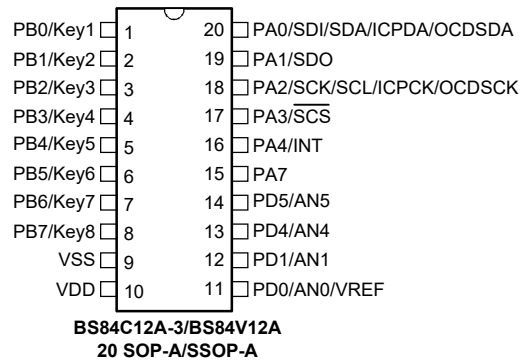 PB0/Key1 1 20 PA0/SDI/SDA/ICPDA/OCDSDA
PB1/Key2 2 19 PA1/SDO
PB2/Key3 3 18 PA2/SCK/SCL/ICPCK/OCDSCK
PB3/Key4 4 17 PA3/SCS
PB4/Key5 5 16 PA4/INT
PB5/Key6 6 15 PA7
PB6/Key7 7 14 PD5/AN5
PB7/Key8 8 13 PD4/AN4
VSS 9 12 PD1/AN1
VDD 10 11 PD0/AN0/VREF
BS84C12A-3/BS84V12A
20 SOP-A/SSOP-A